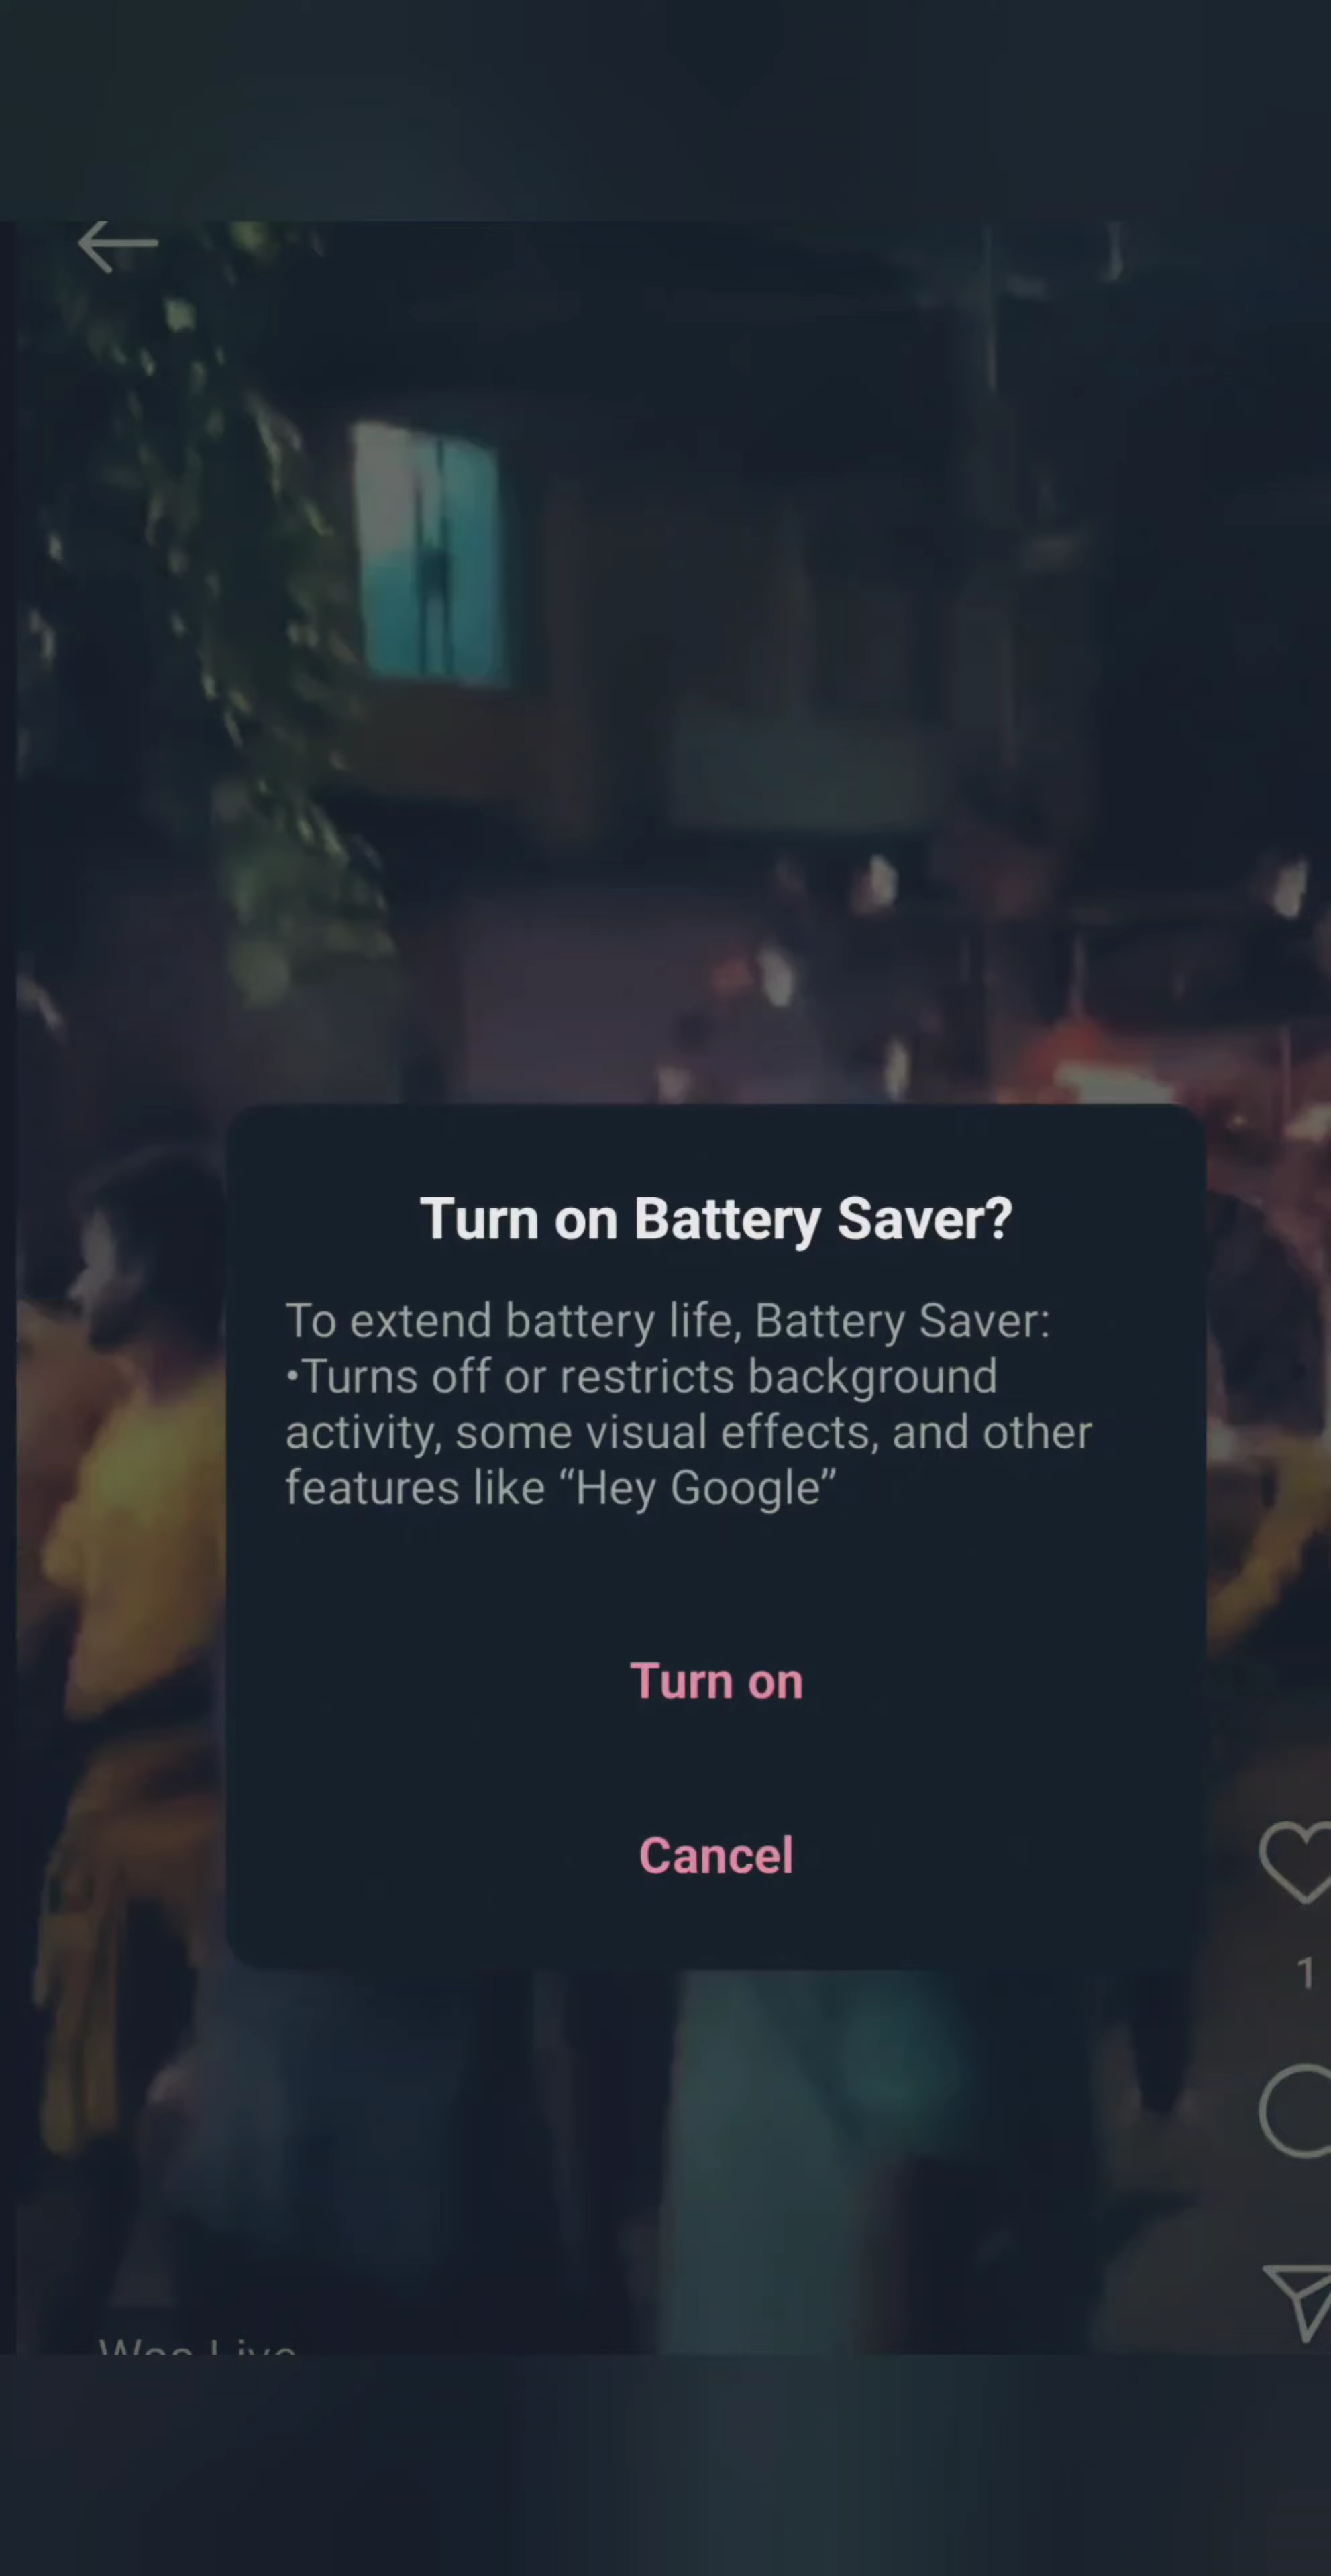 Turn on Battery Saver?
To extend battery life, Battery Saver:
•Turns off or restricts background
activity, some visual effects, and other
features like “Hey Google”
Turn on
Cancel
1